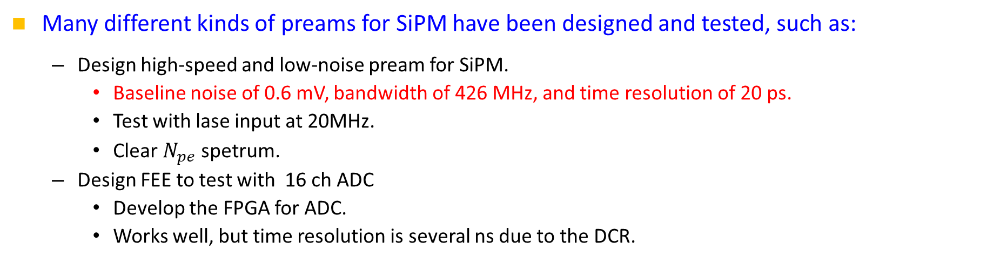 ■ Many different kinds of preams for SiPM have been designed and tested, such as:
– Design high-speed and low-noise pream for SiPM.
• Baseline noise of 0.6 mV, bandwidth of 426 MHz, and time resolution of 20 ps.
• Test with lase input at 20MHz.
• Clear N_pe spetrum.
– Design FEE to test with 16 ch ADC
• Develop the FPGA for ADC.
• Works well, but time resolution is several ns due to the DCR.